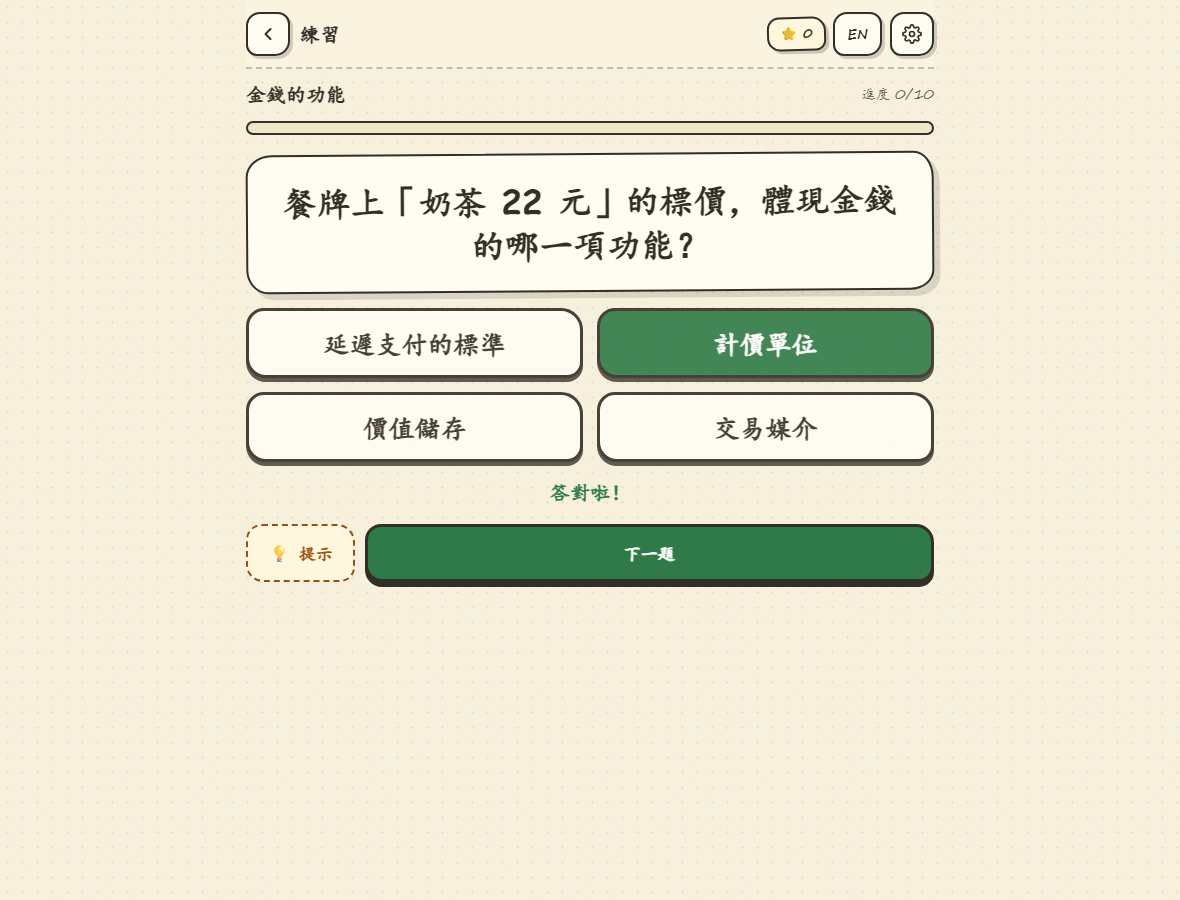 練習
0
EN
金錢的功能
進度 0/10
餐牌上「奶茶 22 元」的標價，體現金錢
的哪一項功能？
延遲支付的標準
計價單位
價值儲存
交易媒介
答對啦！
提示
下一題